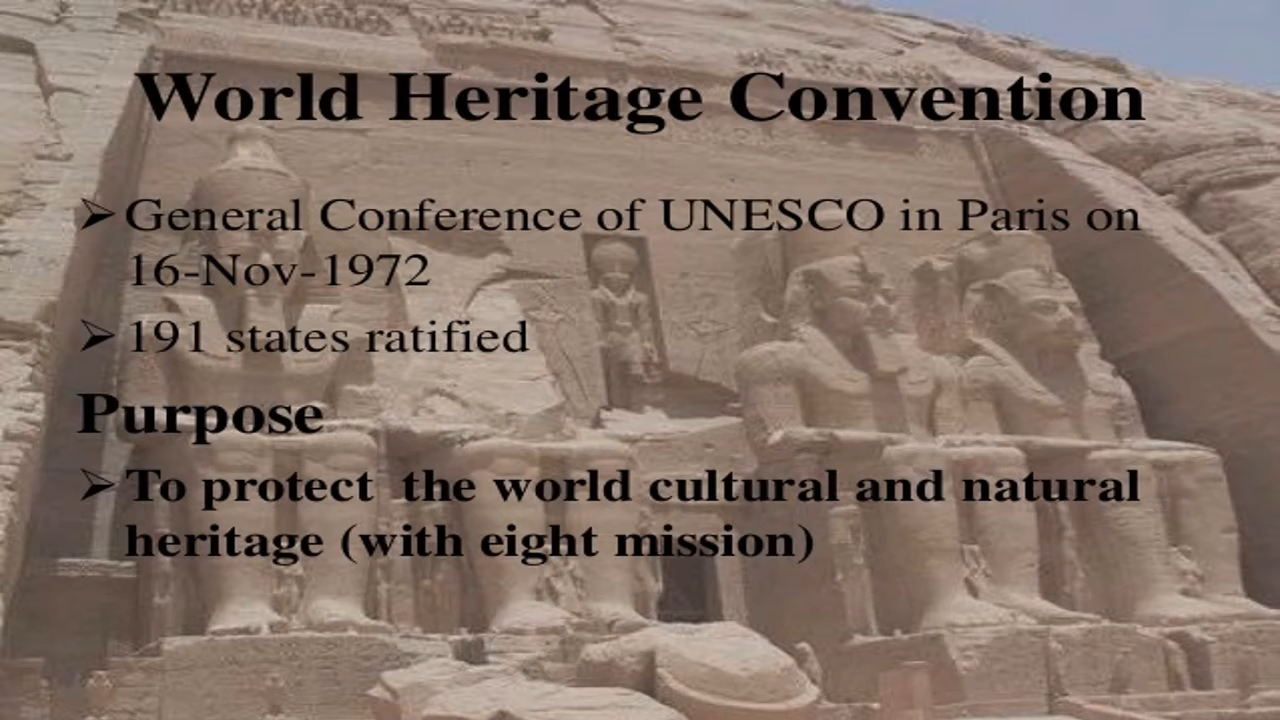 World Heritage Convention
➢General Conference of UNESCO in Paris on
16-Nov-1972
➢191 states ratified
Purpose
➢To protect  the world cultural and natural
heritage (with eight mission)